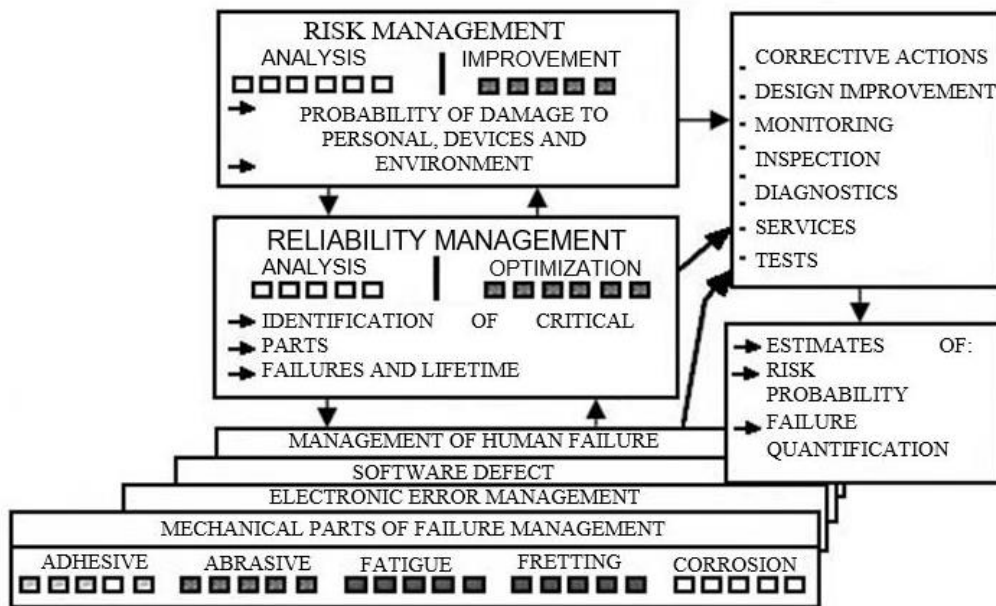 RISK MANAGEMENT
ANALYSIS
IMPROVEMENT
PROBABILITY OF DAMAGE TO
PERSONAL, DEVICES AND
ENVIRONMENT
RELIABILITY MANAGEMENT
ANALYSIS
OPTIMIZATION
IDENTIFICATION OF CRITICAL
PARTS
FAILURES AND LIFETIME
CORRECTIVE ACTIONS
DESIGN IMPROVEMENT
MONITORING
INSPECTION
DIAGNOSTICS
SERVICES
TESTS
ESTIMATES OF:
RISK
PROBABILITY
FAILURE
QUANTIFICATION
MANAGEMENT OF HUMAN FAILURE
SOFTWARE DEFECT
ELECTRONIC ERROR MANAGEMENT
MECHANICAL PARTS OF FAILURE MANAGEMENT
ADHESIVE
ABRASIVE
FATIGUE
FRETTING
CORROSION